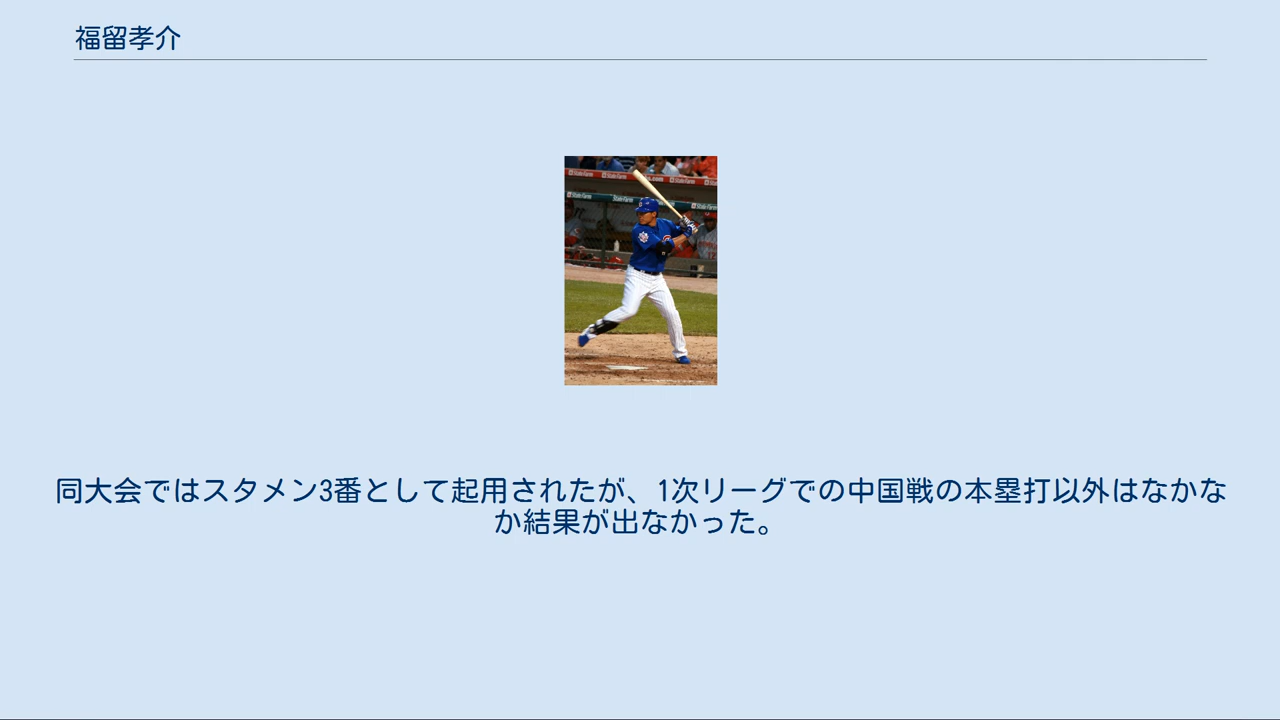 福留孝介
同大会ではスタメン3番として起用されたが、1次リーグでの中国戦の本塁打以外はなかな
か結果が出なかった。